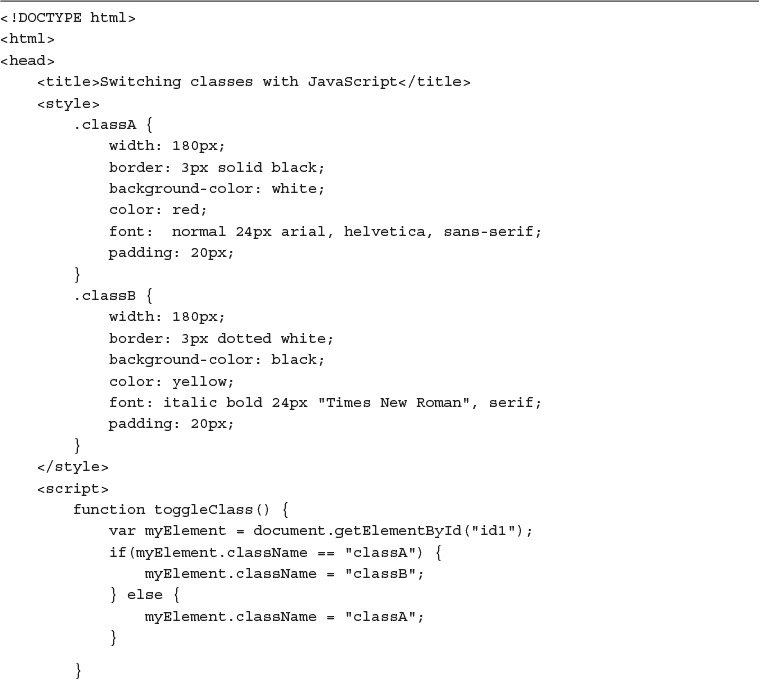 <!DOCTYPE html>
<html>
<head>
    <title>Switching classes with JavaScript</title>
    <style>
        .classA {
            width: 180px;
            border: 3px solid black;
            background-color: white;
            color: red;
            font:  normal 24px arial, helvetica, sans-serif;
            padding: 20px;
        }
        .classB {
            width: 180px;
            border: 3px dotted white;
            background-color: black;
            color: yellow;
            font: italic bold 24px "Times New Roman", serif;
            padding: 20px;
        }
    </style>
    <script>
        function toggleClass() {
            var myElement = document.getElementById("id1");
            if(myElement.className == "classA") {
                myElement.className = "classB";
            } else {
                myElement.className = "classA";
            }
        }